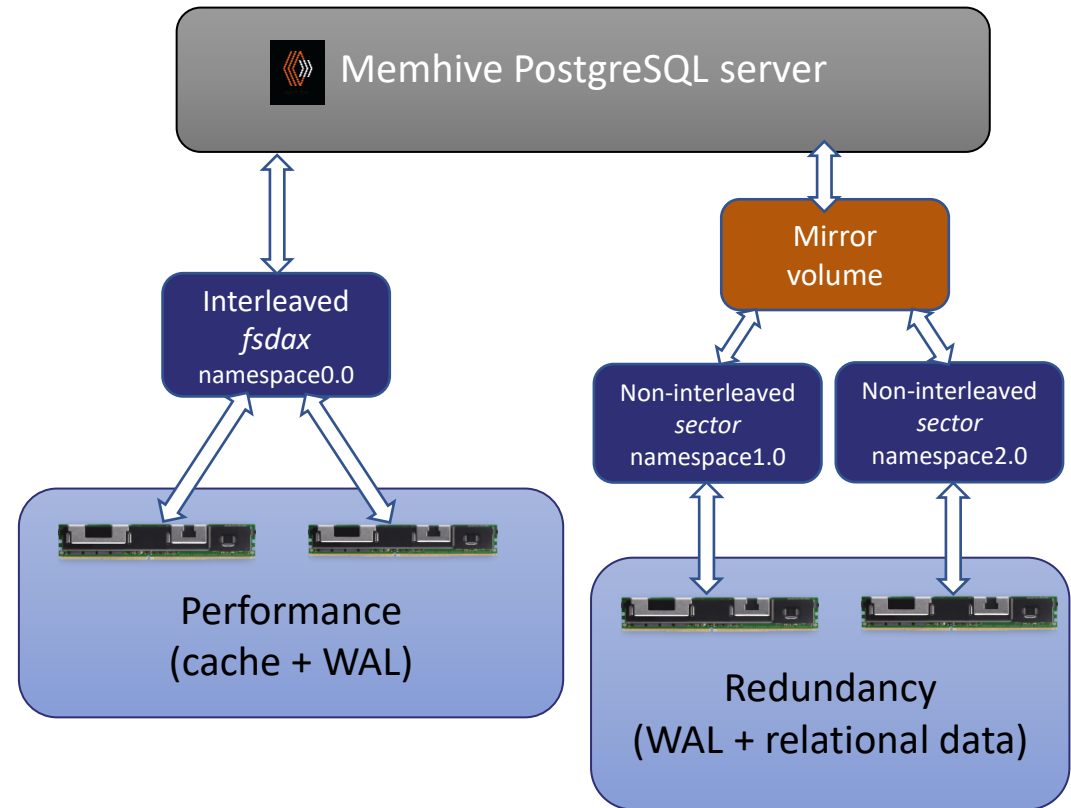 Memhive PostgreSQL server
Mirror
volume
Interleaved
fsdax
namespace0.0
Non-interleaved
sector
namespace1.0
Non-interleaved
sector
namespace2.0
Performance
(cache + WAL)
Redundancy
(WAL + relational data)